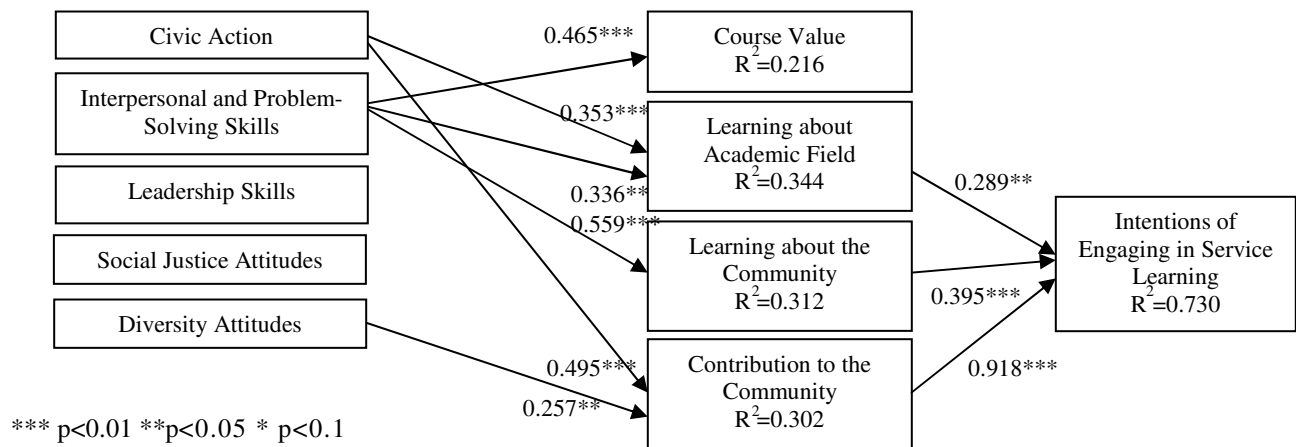 Civic Action
Interpersonal and Problem-
Solving Skills
Leadership Skills
Social Justice Attitudes
Diversity Attitudes
0.465***
0.353***
0.336**
0.559***
0.495***
0.257**
Course Value
R²=0.216
Learning about
Academic Field
R²=0.344
Learning about the
Community
R²=0.312
Contribution to the
Community
R²=0.302
0.289**
0.395***
0.918***
Intentions of
Engaging in Service
Learning
R²=0.730
*** p<0.01 **p<0.05 * p<0.1